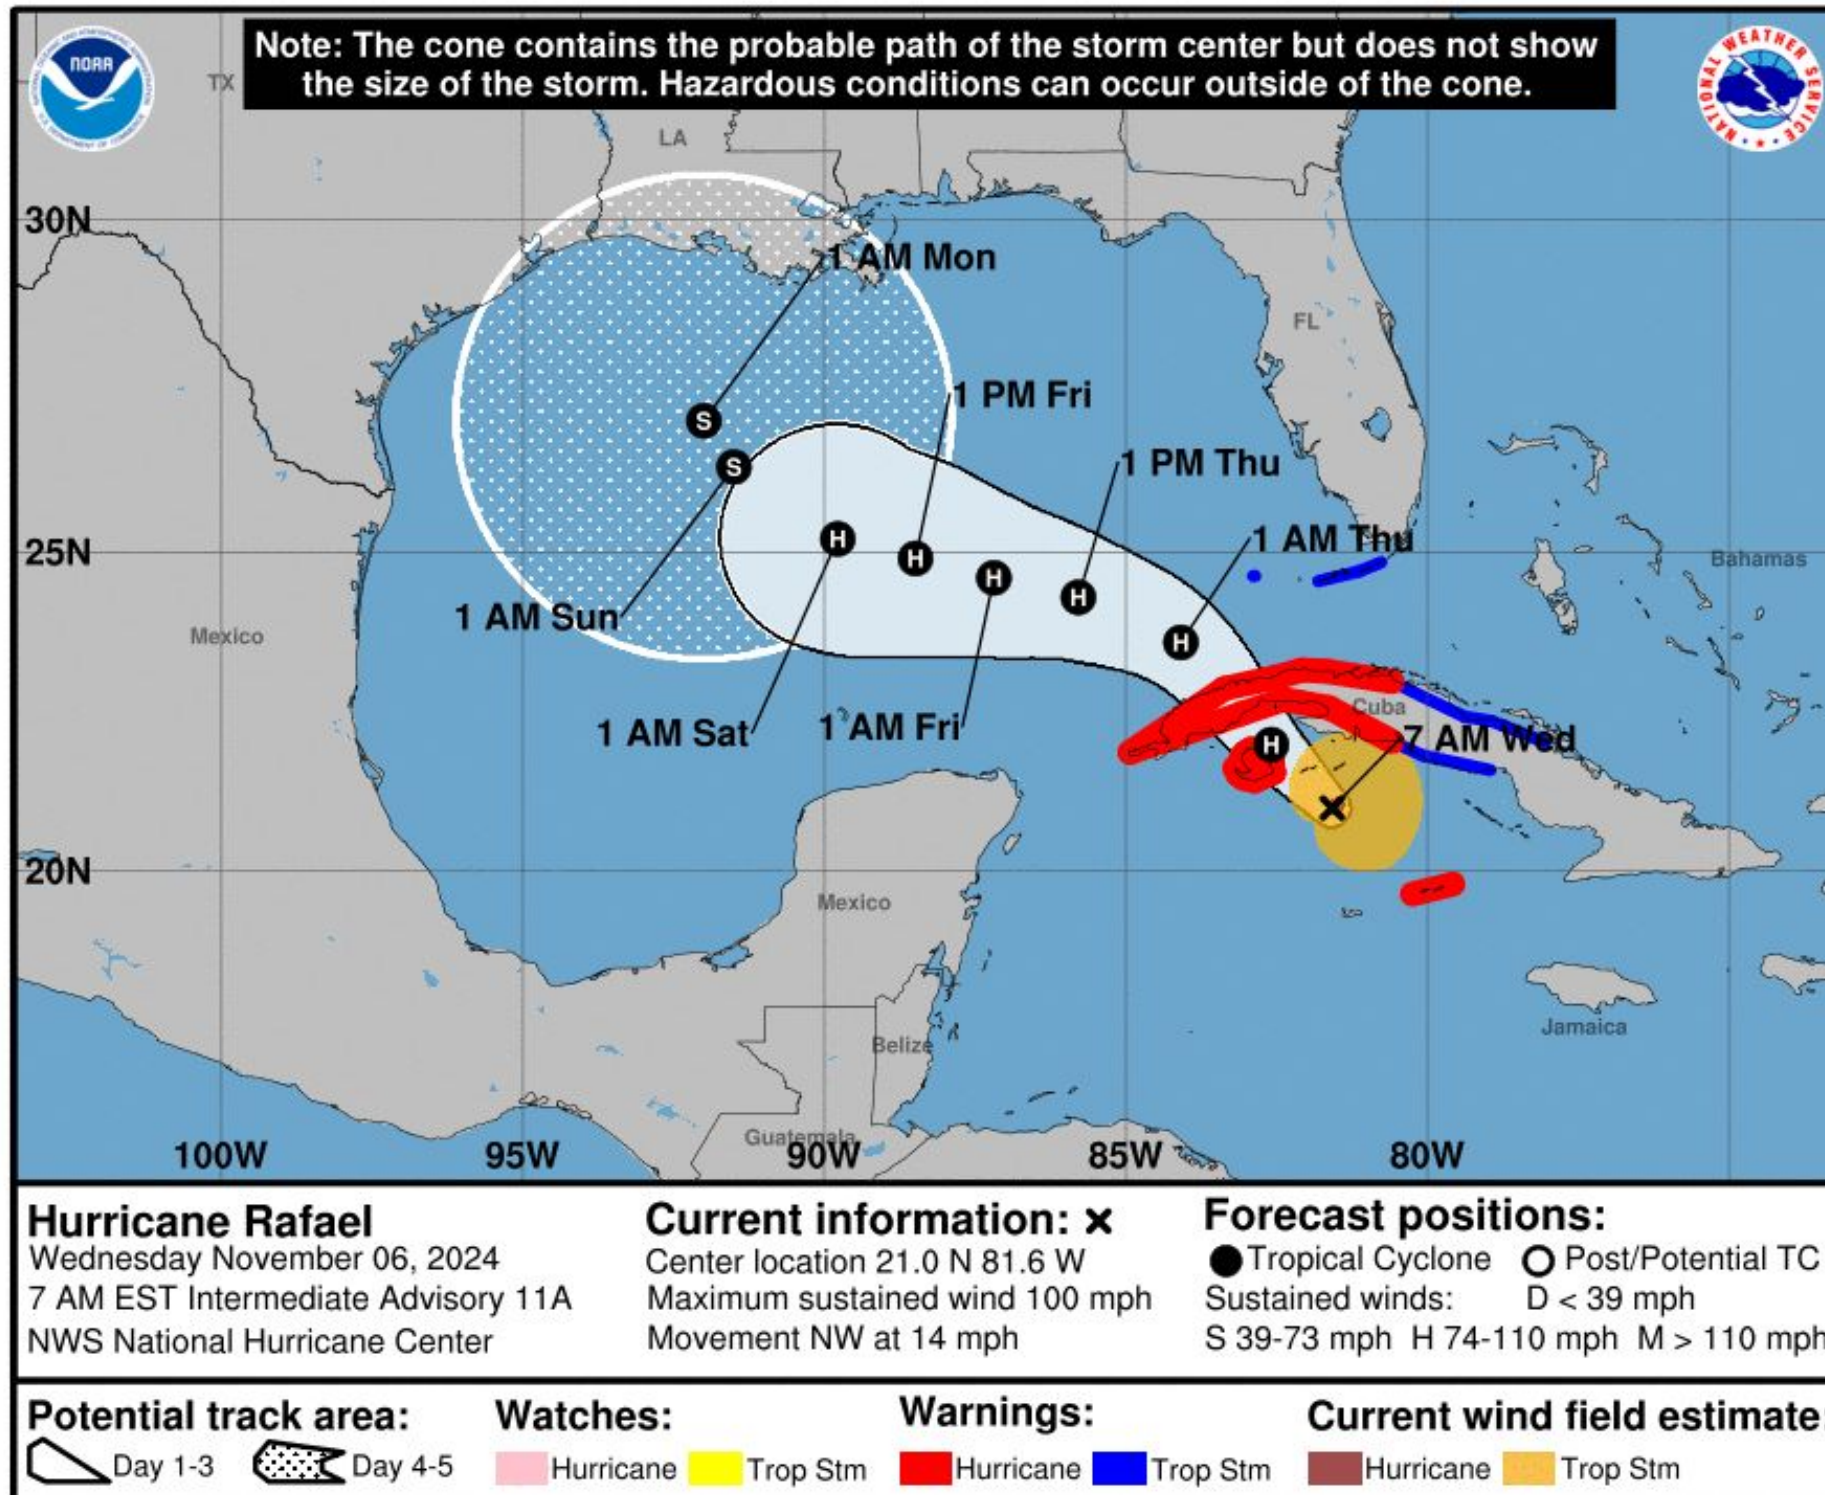 Note: The cone contains the probable path of the storm center but does not show
the size of the storm. Hazardous conditions can occur outside of the cone.
NOAA
NATIONAL WEATHER SERVICE
TX
LA
30N
1 AM Mon
FL
1 PM Fri
1 PM Thu
1 AM Thu
25N
Bahamas
1 AM Sun
Mexico
S
S
H
H
H
H
H
H
1 AM Sat
1 AM Fri
Cuba
7 AM Wed
20N
Mexico
Jamaica
Belize
Guatemala
100W 95W 90W 85W 80W
Hurricane Rafael
Wednesday November 06, 2024
7 AM EST Intermediate Advisory 11A
NWS National Hurricane Center
Current information: ×
Center location 21.0 N 81.6 W
Maximum sustained wind 100 mph
Movement NW at 14 mph
Forecast positions:
Tropical Cyclone Post/Potential TC
Sustained winds: D < 39 mph
S 39-73 mph H 74-110 mph M > 110 mph
Potential track area:
Day 1-3 Day 4-5
Watches:
Hurricane Trop Stm
Warnings:
Hurricane Trop Stm
Current wind field estimate:
Hurricane Trop Stm